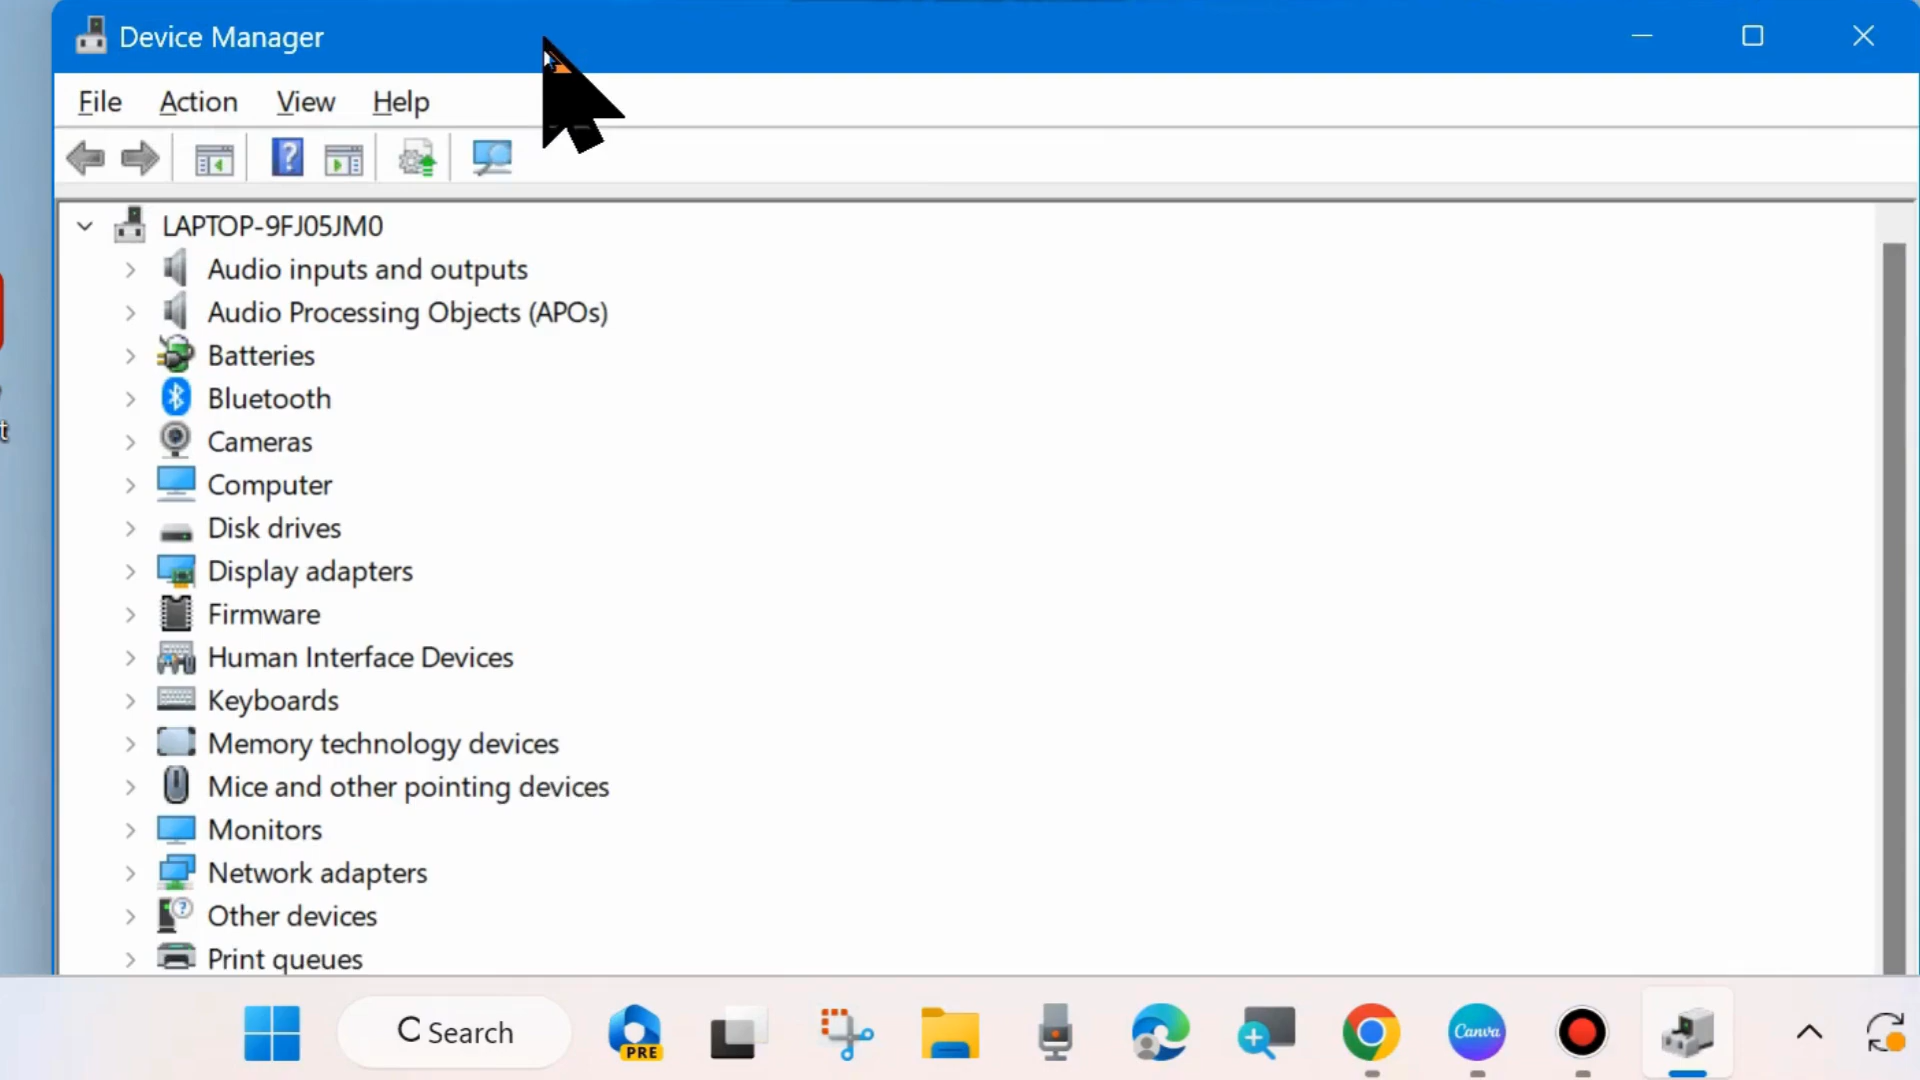 Device Manager
File Action View Help
LAPTOP-9FJ05JM0
Audio inputs and outputs
Audio Processing Objects (APOs)
Batteries
Bluetooth
Cameras
Computer
Disk drives
Display adapters
Firmware
Human Interface Devices
Keyboards
Memory technology devices
Mice and other pointing devices
Monitors
Network adapters
Other devices
Print queues
t
Search
PRE
Canva